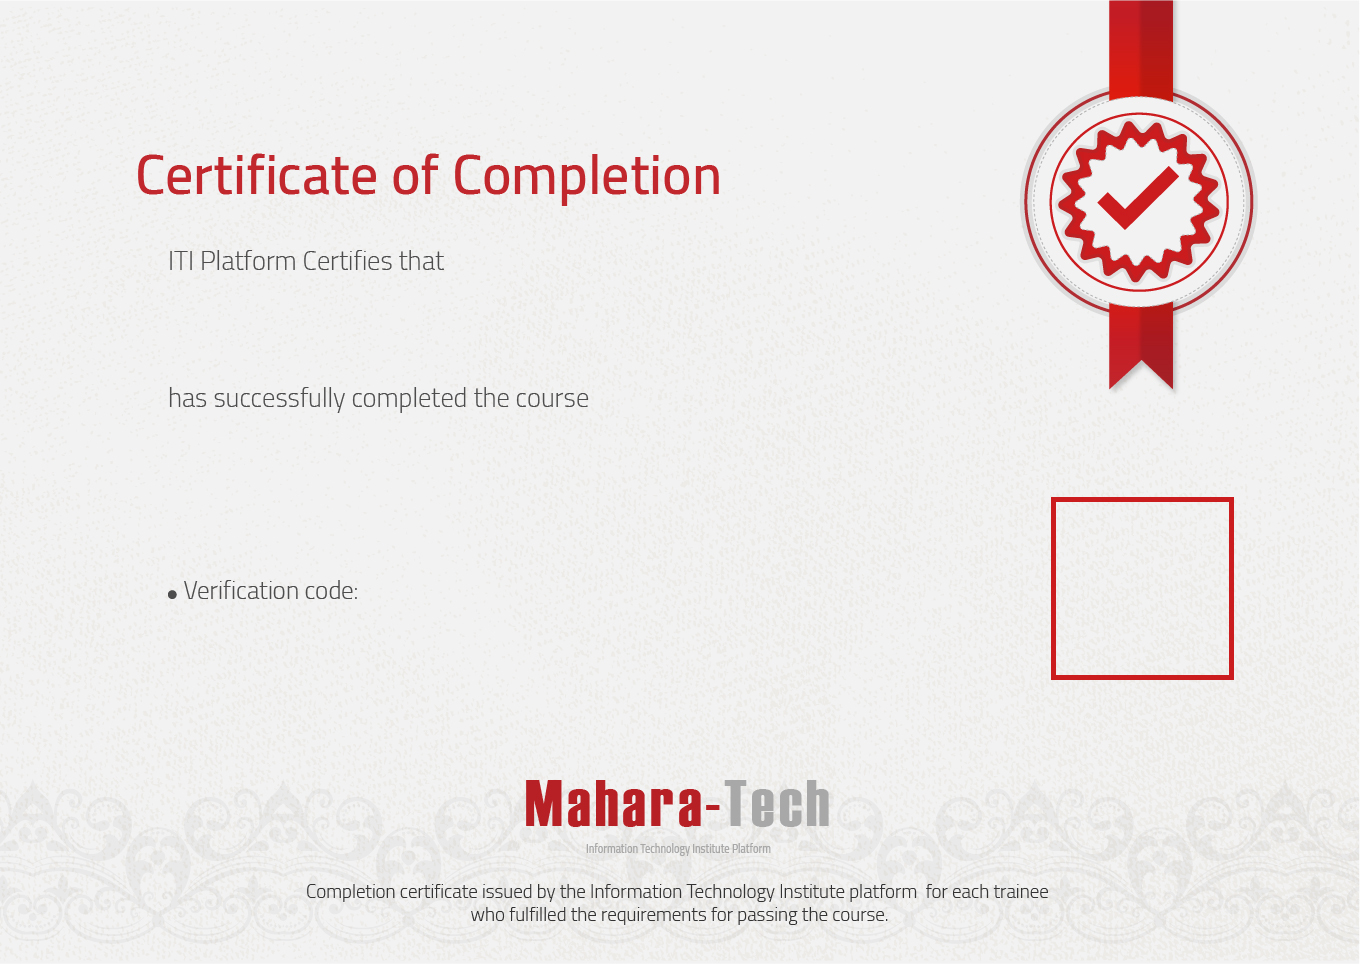 Certificate of Completion
ITI Platform Certifies that
has successfully completed the course
• Verification code:
Mahara-Tech
Information Technology Institute Platform
Completion certificate issued by the Information Technology Institute platform  for each trainee
who fulfilled the requirements for passing the course.